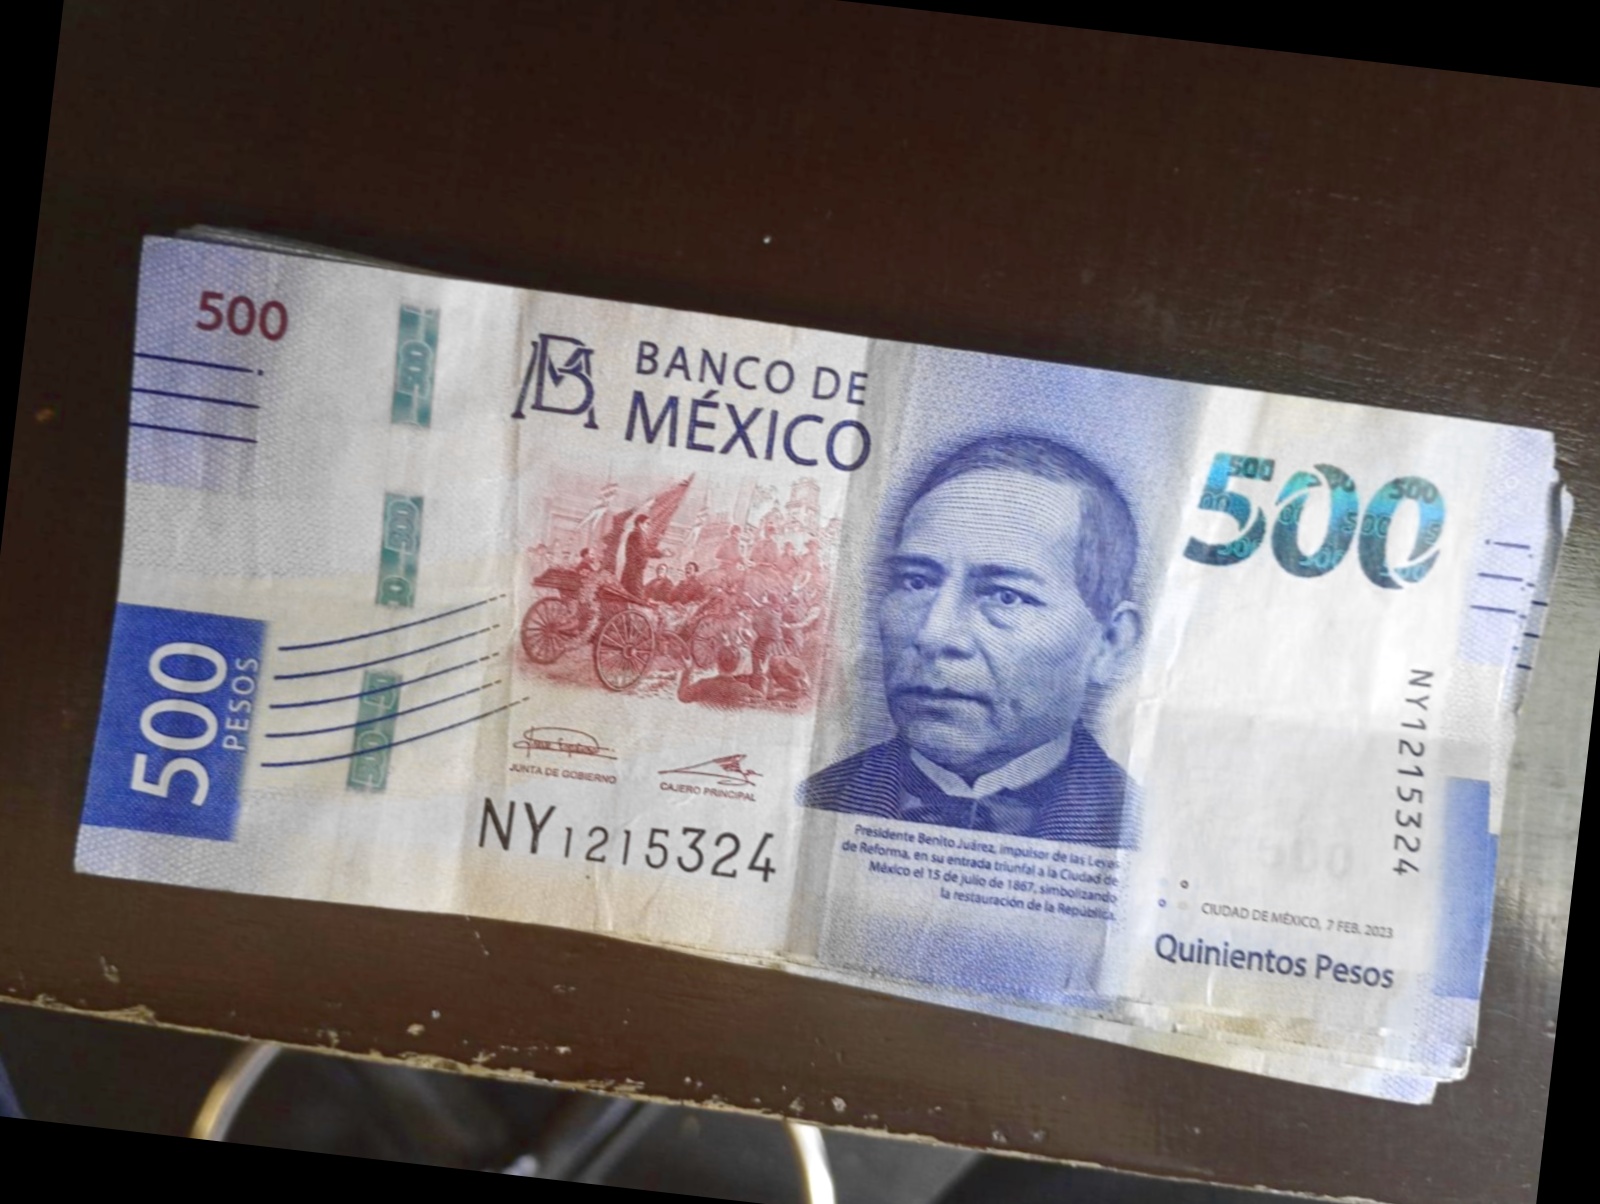 500
500 PESOS
BANCO DE
MÉXICO
JUNTA DE GOBIERNO
CAJERO PRINCIPAL
NY1215324
Presidente Benito Juárez, impulsor de las Leyes
de Reforma, en su entrada triunfal a la Ciudad de
México el 15 de julio de 1867, simbolizando
la restauración de la República.
500
NY1215324
CIUDAD DE MÉXICO, 7 FEB. 2023
Quinientos Pesos